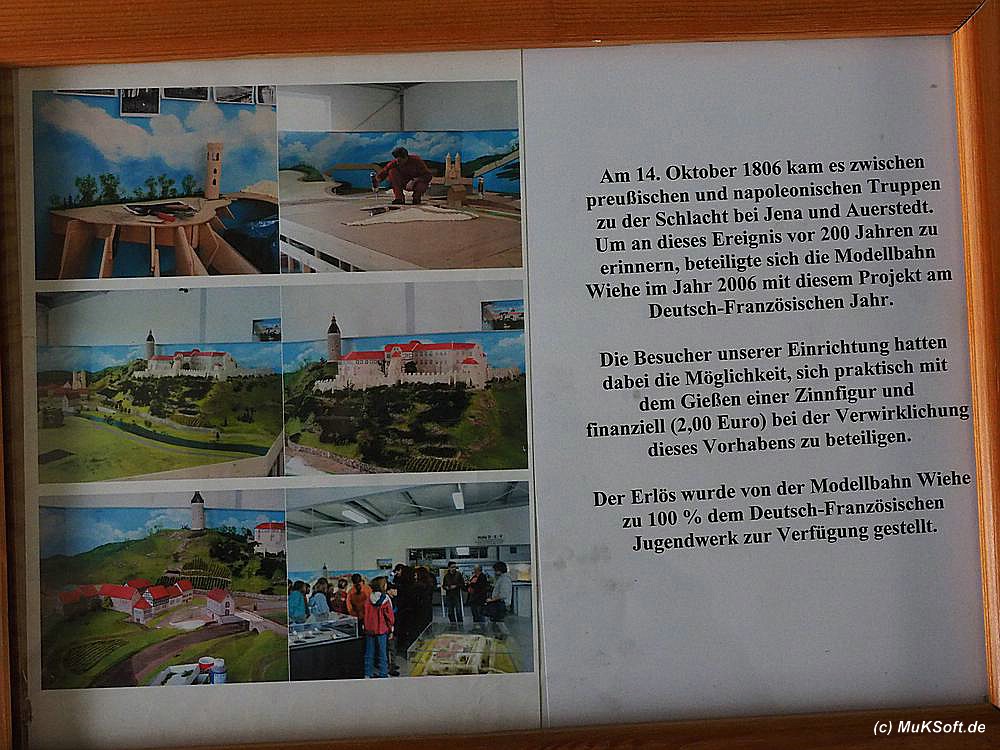 Am 14. Oktober 1806 kam es zwischen
preußischen und napoleonischen Truppen
zu der Schlacht bei Jena und Auerstedt.
Um an dieses Ereignis vor 200 Jahren zu
erinnern, beteiligte sich die Modellbahn
Wiehe im Jahr 2006 mit diesem Projekt am
Deutsch-Französischen Jahr.
Die Besucher unserer Einrichtung hatten
dabei die Möglichkeit, sich praktisch mit
dem Gießen einer Zinnfigur und
finanziell (2,00 Euro) bei der Verwirklichung
dieses Vorhabens zu beteiligen.
Der Erlös wurde von der Modellbahn Wiehe
zu 100 % dem Deutsch-Französischen
Jugendwerk zur Verfügung gestellt.
(c) MuKSoft.de